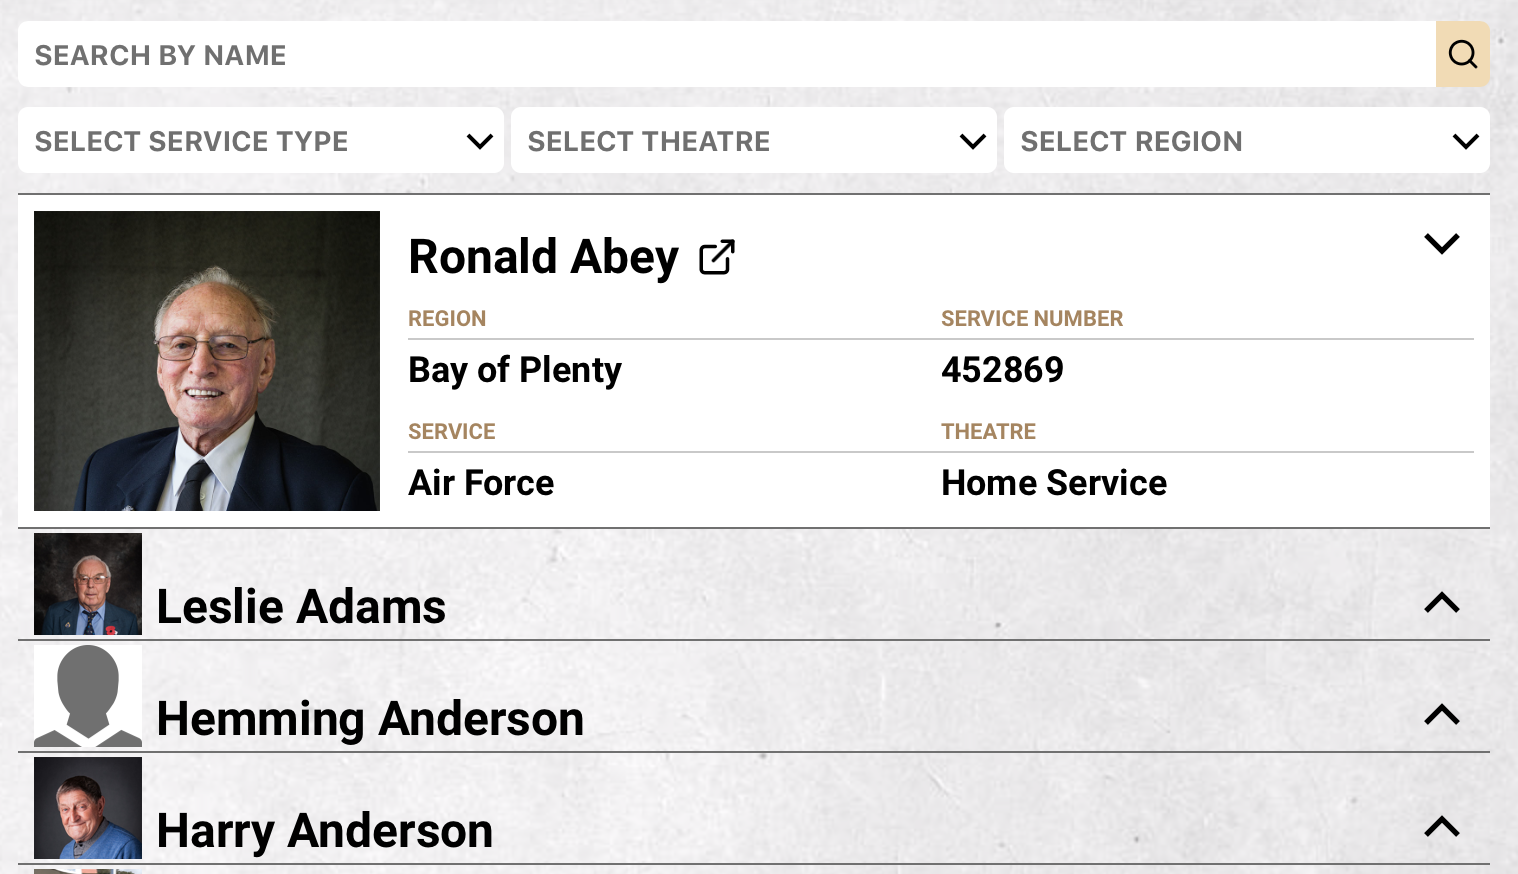 SEARCH BY NAME
SELECT SERVICE TYPE
SELECT THEATRE
SELECT REGION
Ronald Abey
REGION
SERVICE NUMBER
Bay of Plenty
452869
SERVICE
THEATRE
Air Force
Home Service
Leslie Adams
Hemming Anderson
Harry Anderson